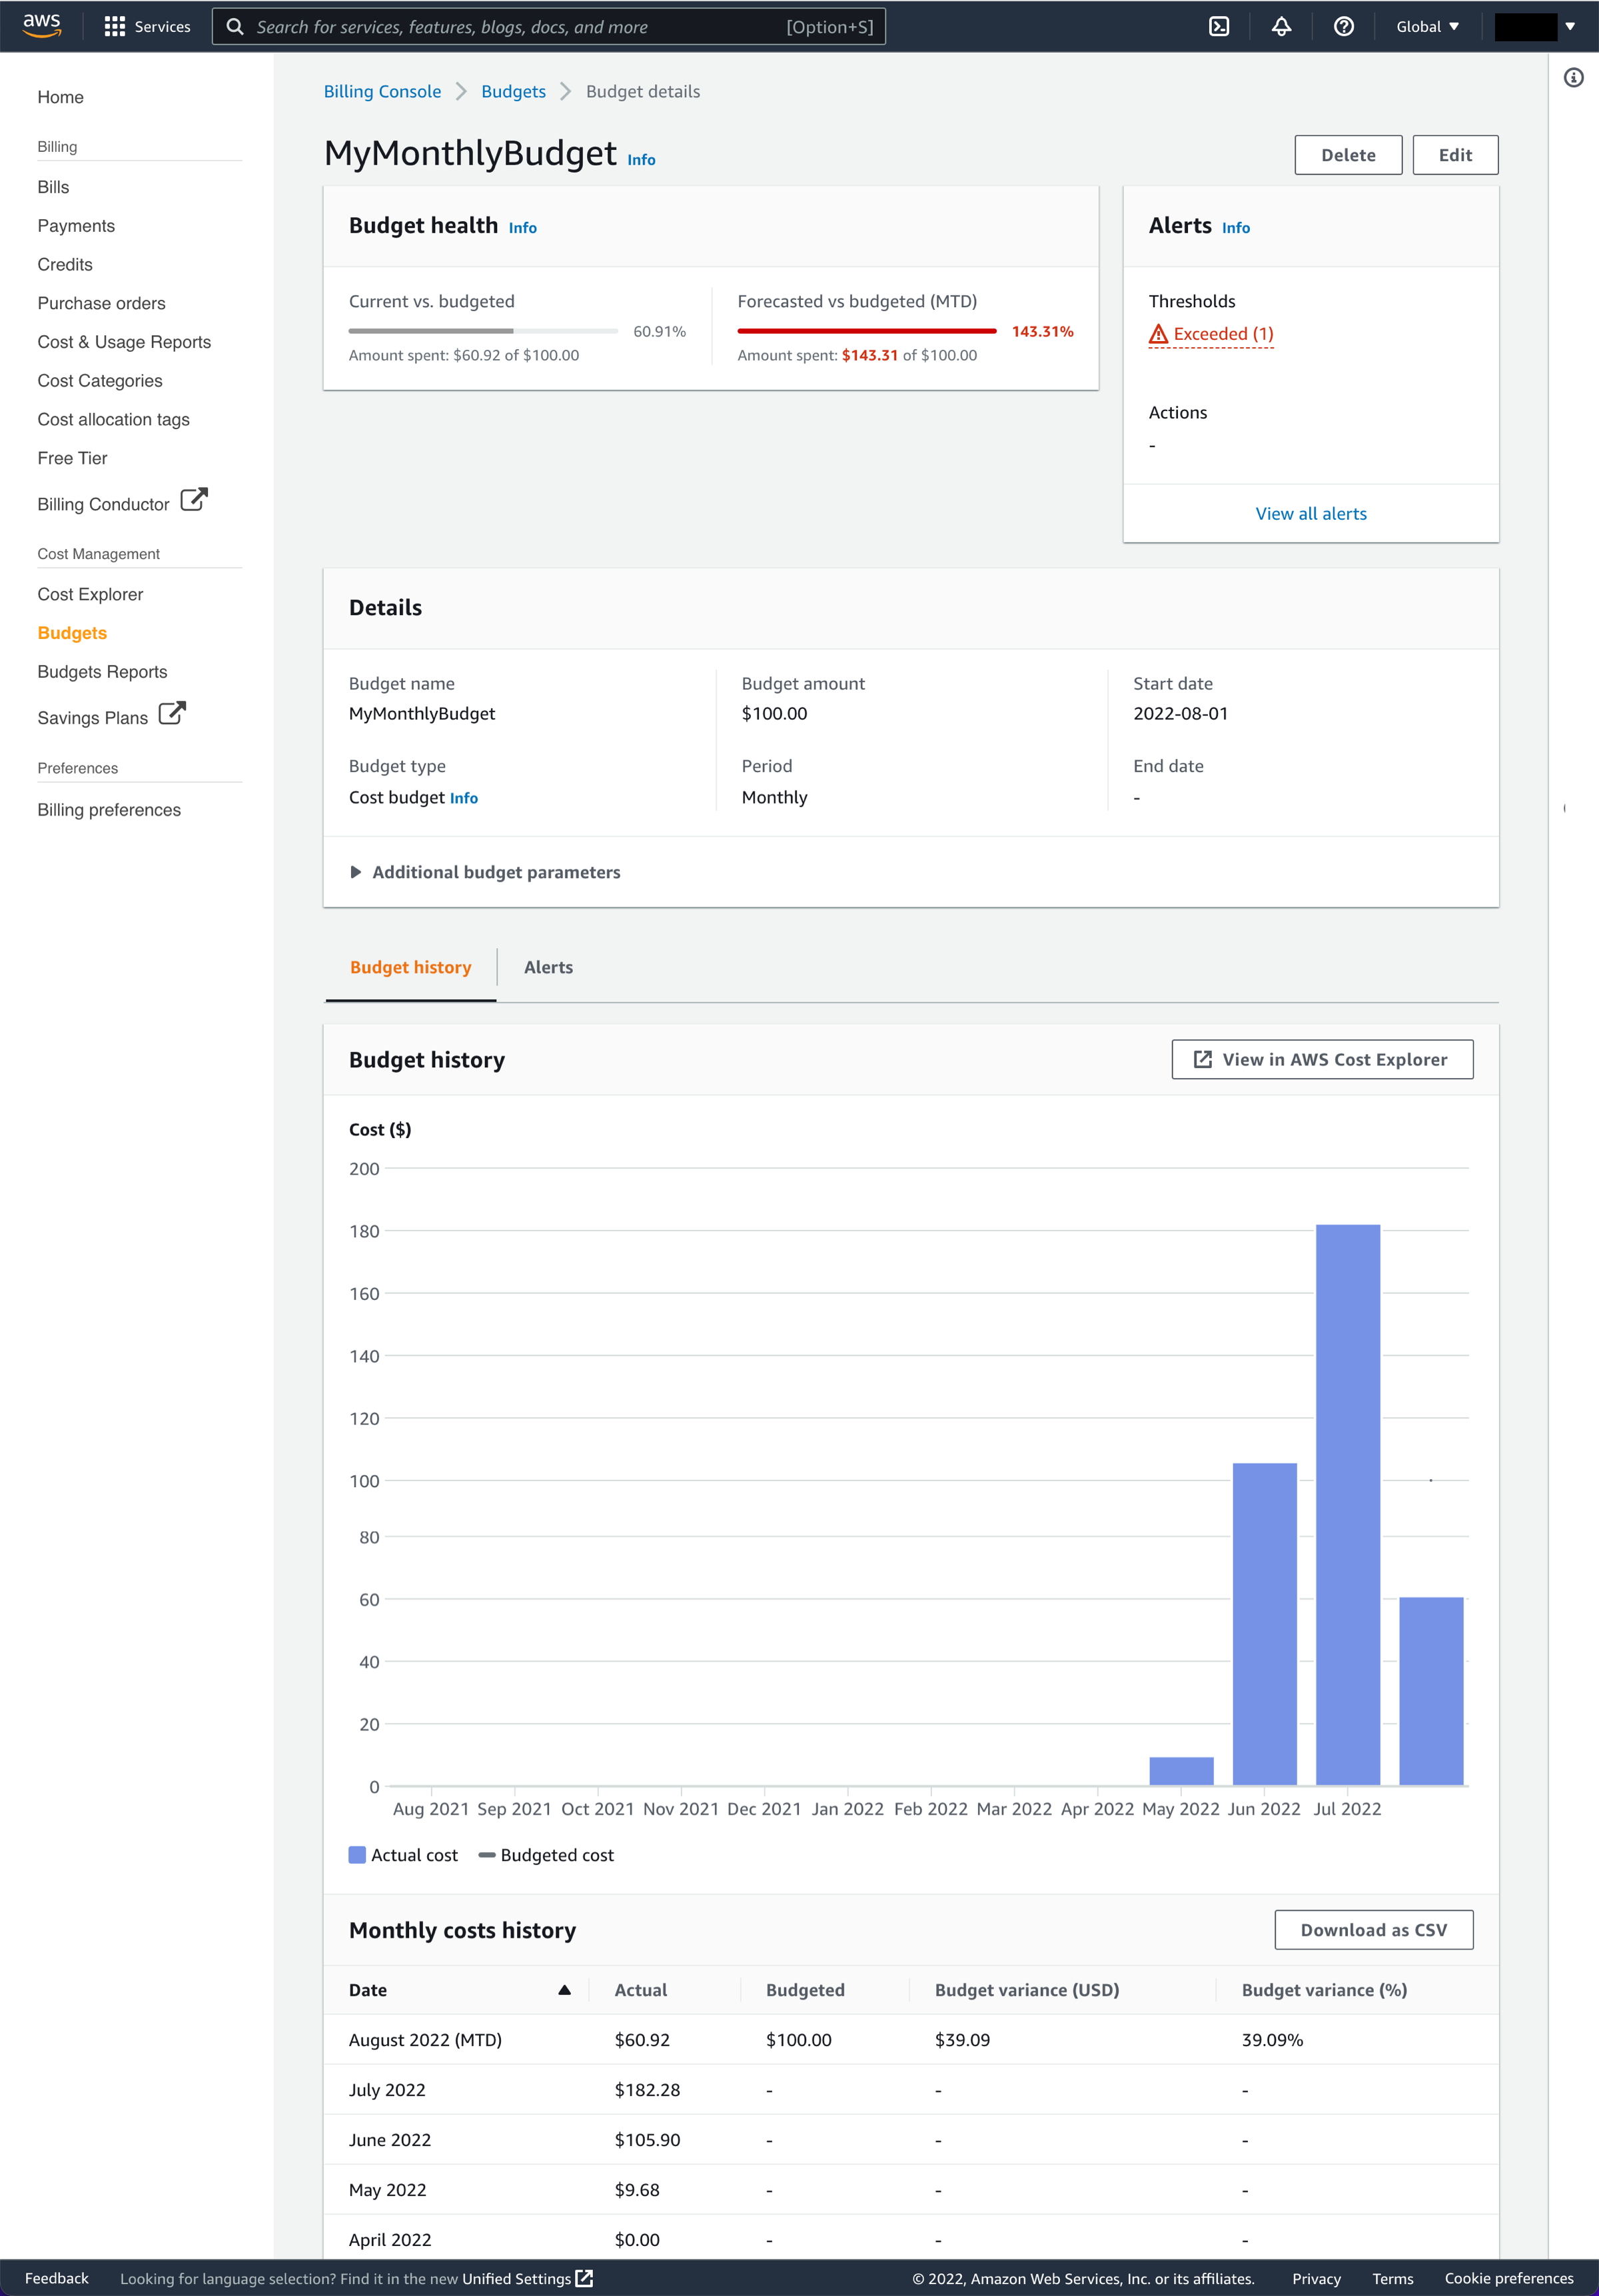 aws
Services
Search for services, features, blogs, docs, and more
[Option+S]
Global
Home
Billing
Bills
Payments
Credits
Purchase orders
Cost & Usage Reports
Cost Categories
Cost allocation tags
Free Tier
Billing Conductor
Cost Management
Cost Explorer
Budgets
Budgets Reports
Savings Plans
Preferences
Billing preferences
Billing Console > Budgets > Budget details
MyMonthlyBudget Info
Delete
Edit
Budget health Info
Current vs. budgeted
60.91%
Amount spent: $60.92 of $100.00
Forecasted vs budgeted (MTD)
143.31%
Amount spent: $143.31 of $100.00
Alerts Info
Thresholds
Exceeded (1)
Actions
-
View all alerts
Details
Budget name
MyMonthlyBudget
Budget type
Cost budget Info
Budget amount
$100.00
Period
Monthly
Start date
2022-08-01
End date
-
Additional budget parameters
Budget history
Alerts
Budget history
View in AWS Cost Explorer
Cost ($)
200
180
160
140
120
100
80
60
40
20
0
Aug 2021 Sep 2021 Oct 2021 Nov 2021 Dec 2021 Jan 2022 Feb 2022 Mar 2022 Apr 2022 May 2022 Jun 2022 Jul 2022
Actual cost Budgeted cost
Monthly costs history
Download as CSV
Date Actual Budgeted Budget variance (USD) Budget variance (%)
August 2022 (MTD) $60.92 $100.00 $39.09 39.09%
July 2022 $182.28 - - -
June 2022 $105.90 - - -
May 2022 $9.68 - - -
April 2022 $0.00 - - -
Feedback Looking for language selection? Find it in the new Unified Settings © 2022, Amazon Web Services, Inc. or its affiliates. Privacy Terms Cookie preferences